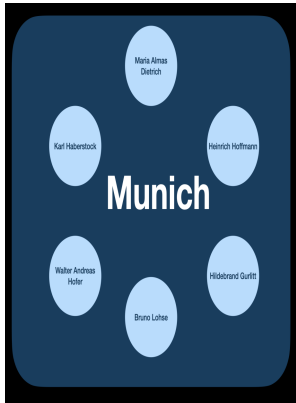 Maria Almas
Dietrich
Karl Haberstock
Heinrich Hoffmann
Munich
Walter Andreas
Hofer
Hildebrand Gurlitt
Bruno Lohse